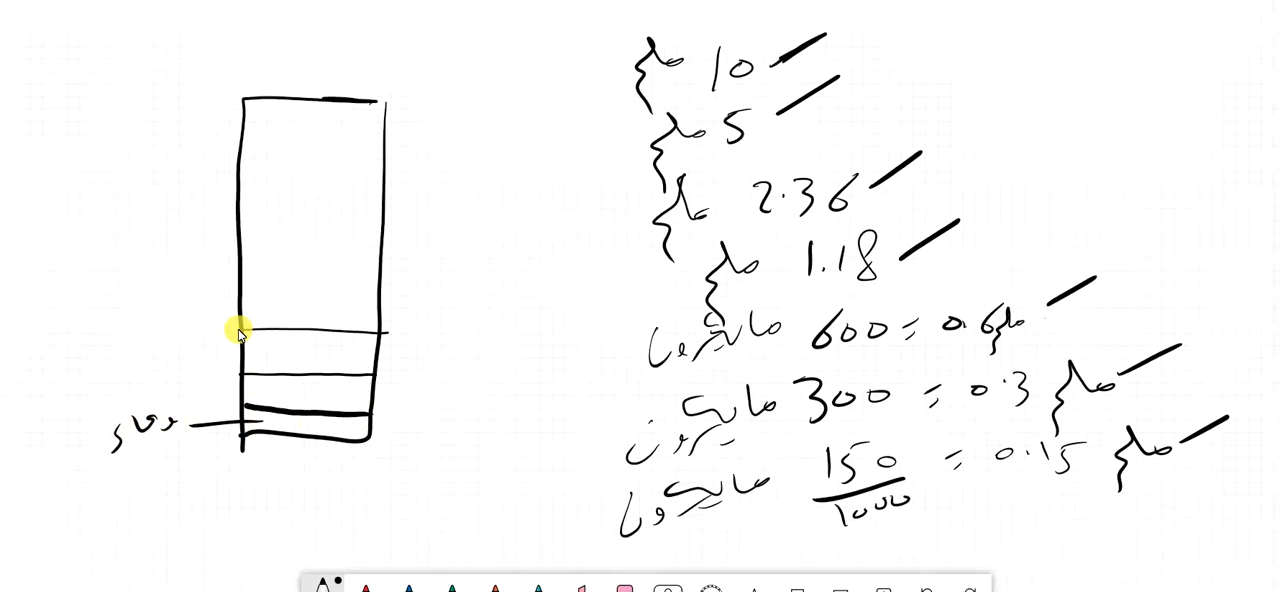 10 ملم
5 ملم
2.36 ملم
1.18 ملم
600 مايكرون = 0.6 ملم
300 مايكرون = 0.3 ملم
150/1000 مايكرون = 0.15 ملم
وعاء